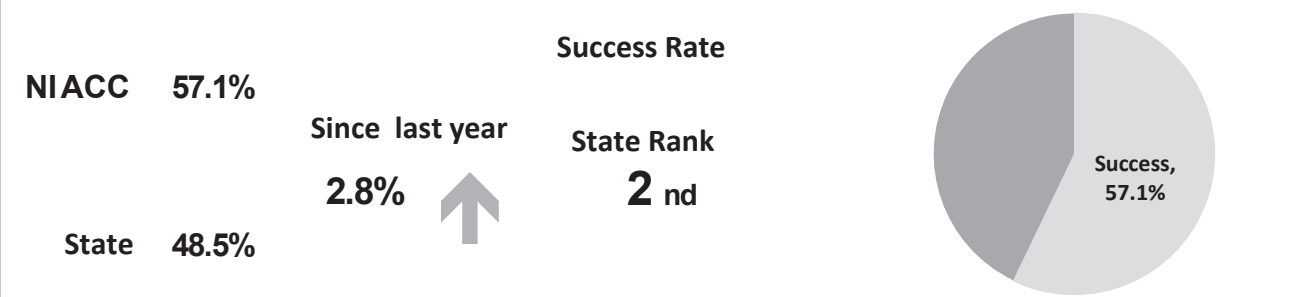 NIACC 57.1%
State 48.5%
Since last year
2.8%
Success Rate
State Rank
2 nd
Success,
57.1%